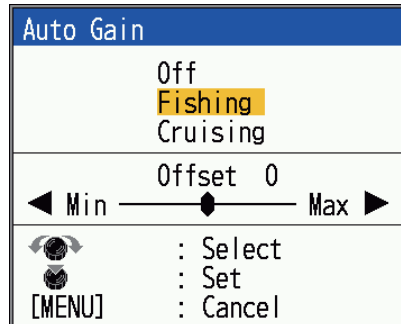 Auto Gain
Off
Fishing
Cruising
Offset 0
Min Max
: Select
: Set
[MENU] : Cancel